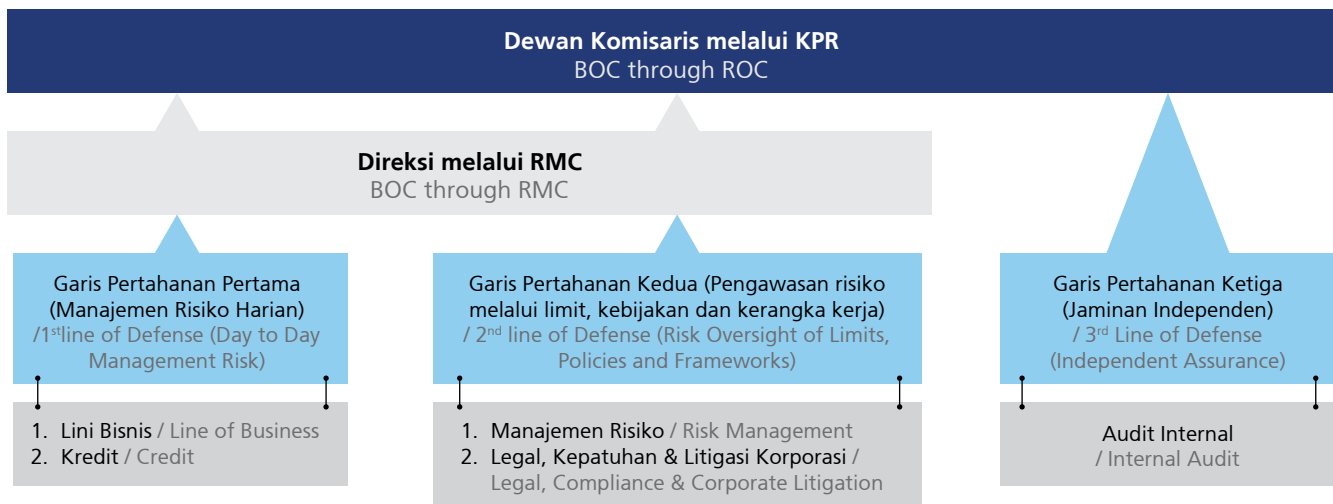 Dewan Komisaris melalui KPR
BOC through ROC
Direksi melalui RMC
BOC through RMC
Garis Pertahanan Pertama
(Manajemen Risiko Harian)
/1stline of Defense (Day to Day
Management Risk)
1. Lini Bisnis / Line of Business
2. Kredit / Credit
Garis Pertahanan Kedua (Pengawasan risiko
melalui limit, kebijakan dan kerangka kerja)
/ 2nd line of Defense (Risk Oversight of Limits,
Policies and Frameworks)
1. Manajemen Risiko / Risk Management
2. Legal, Kepatuhan & Litigasi Korporasi /
Legal, Compliance & Corporate Litigation
Garis Pertahanan Ketiga
(Jaminan Independen)
/ 3rd Line of Defense
(Independent Assurance)
Audit Internal
/ Internal Audit